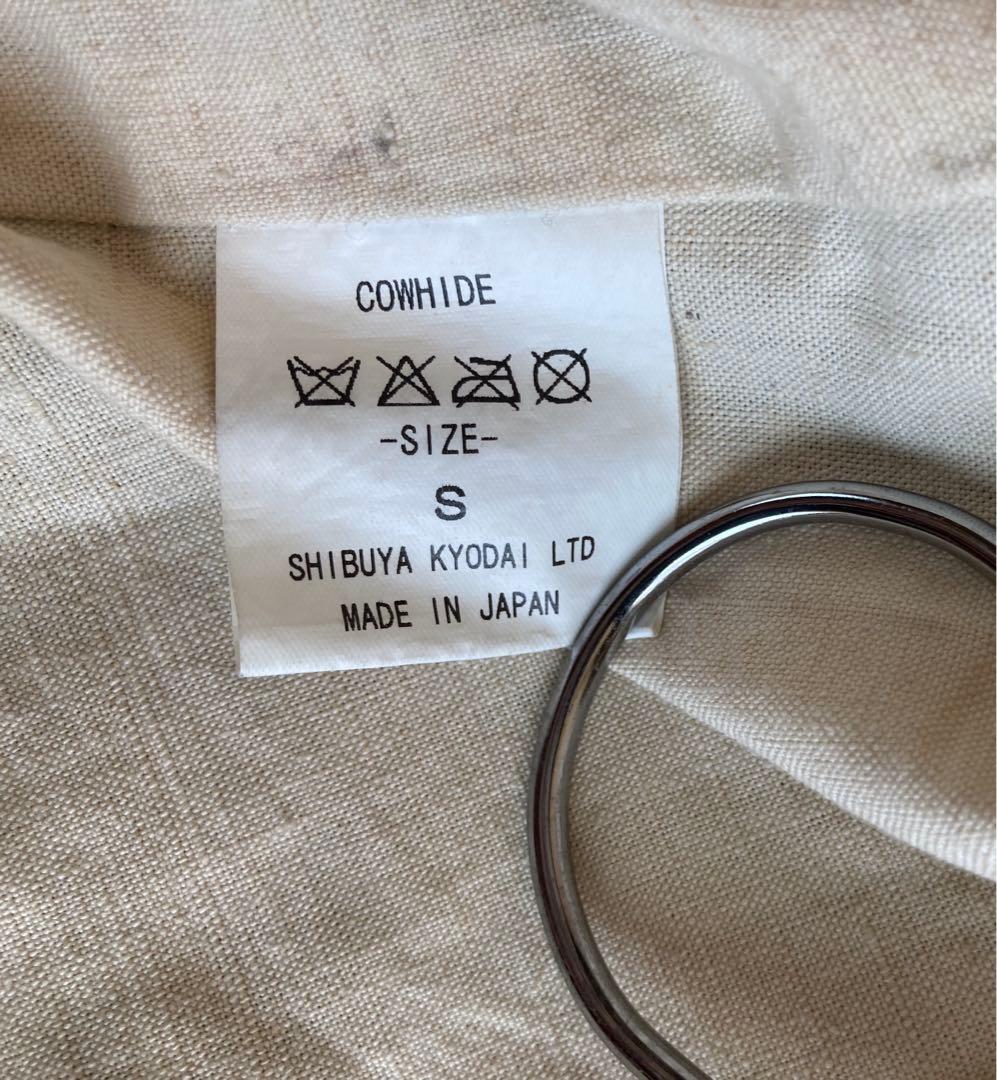 COWHIDE
-SIZE-
S
SHIBUYA KYODAI LTD
MADE IN JAPAN